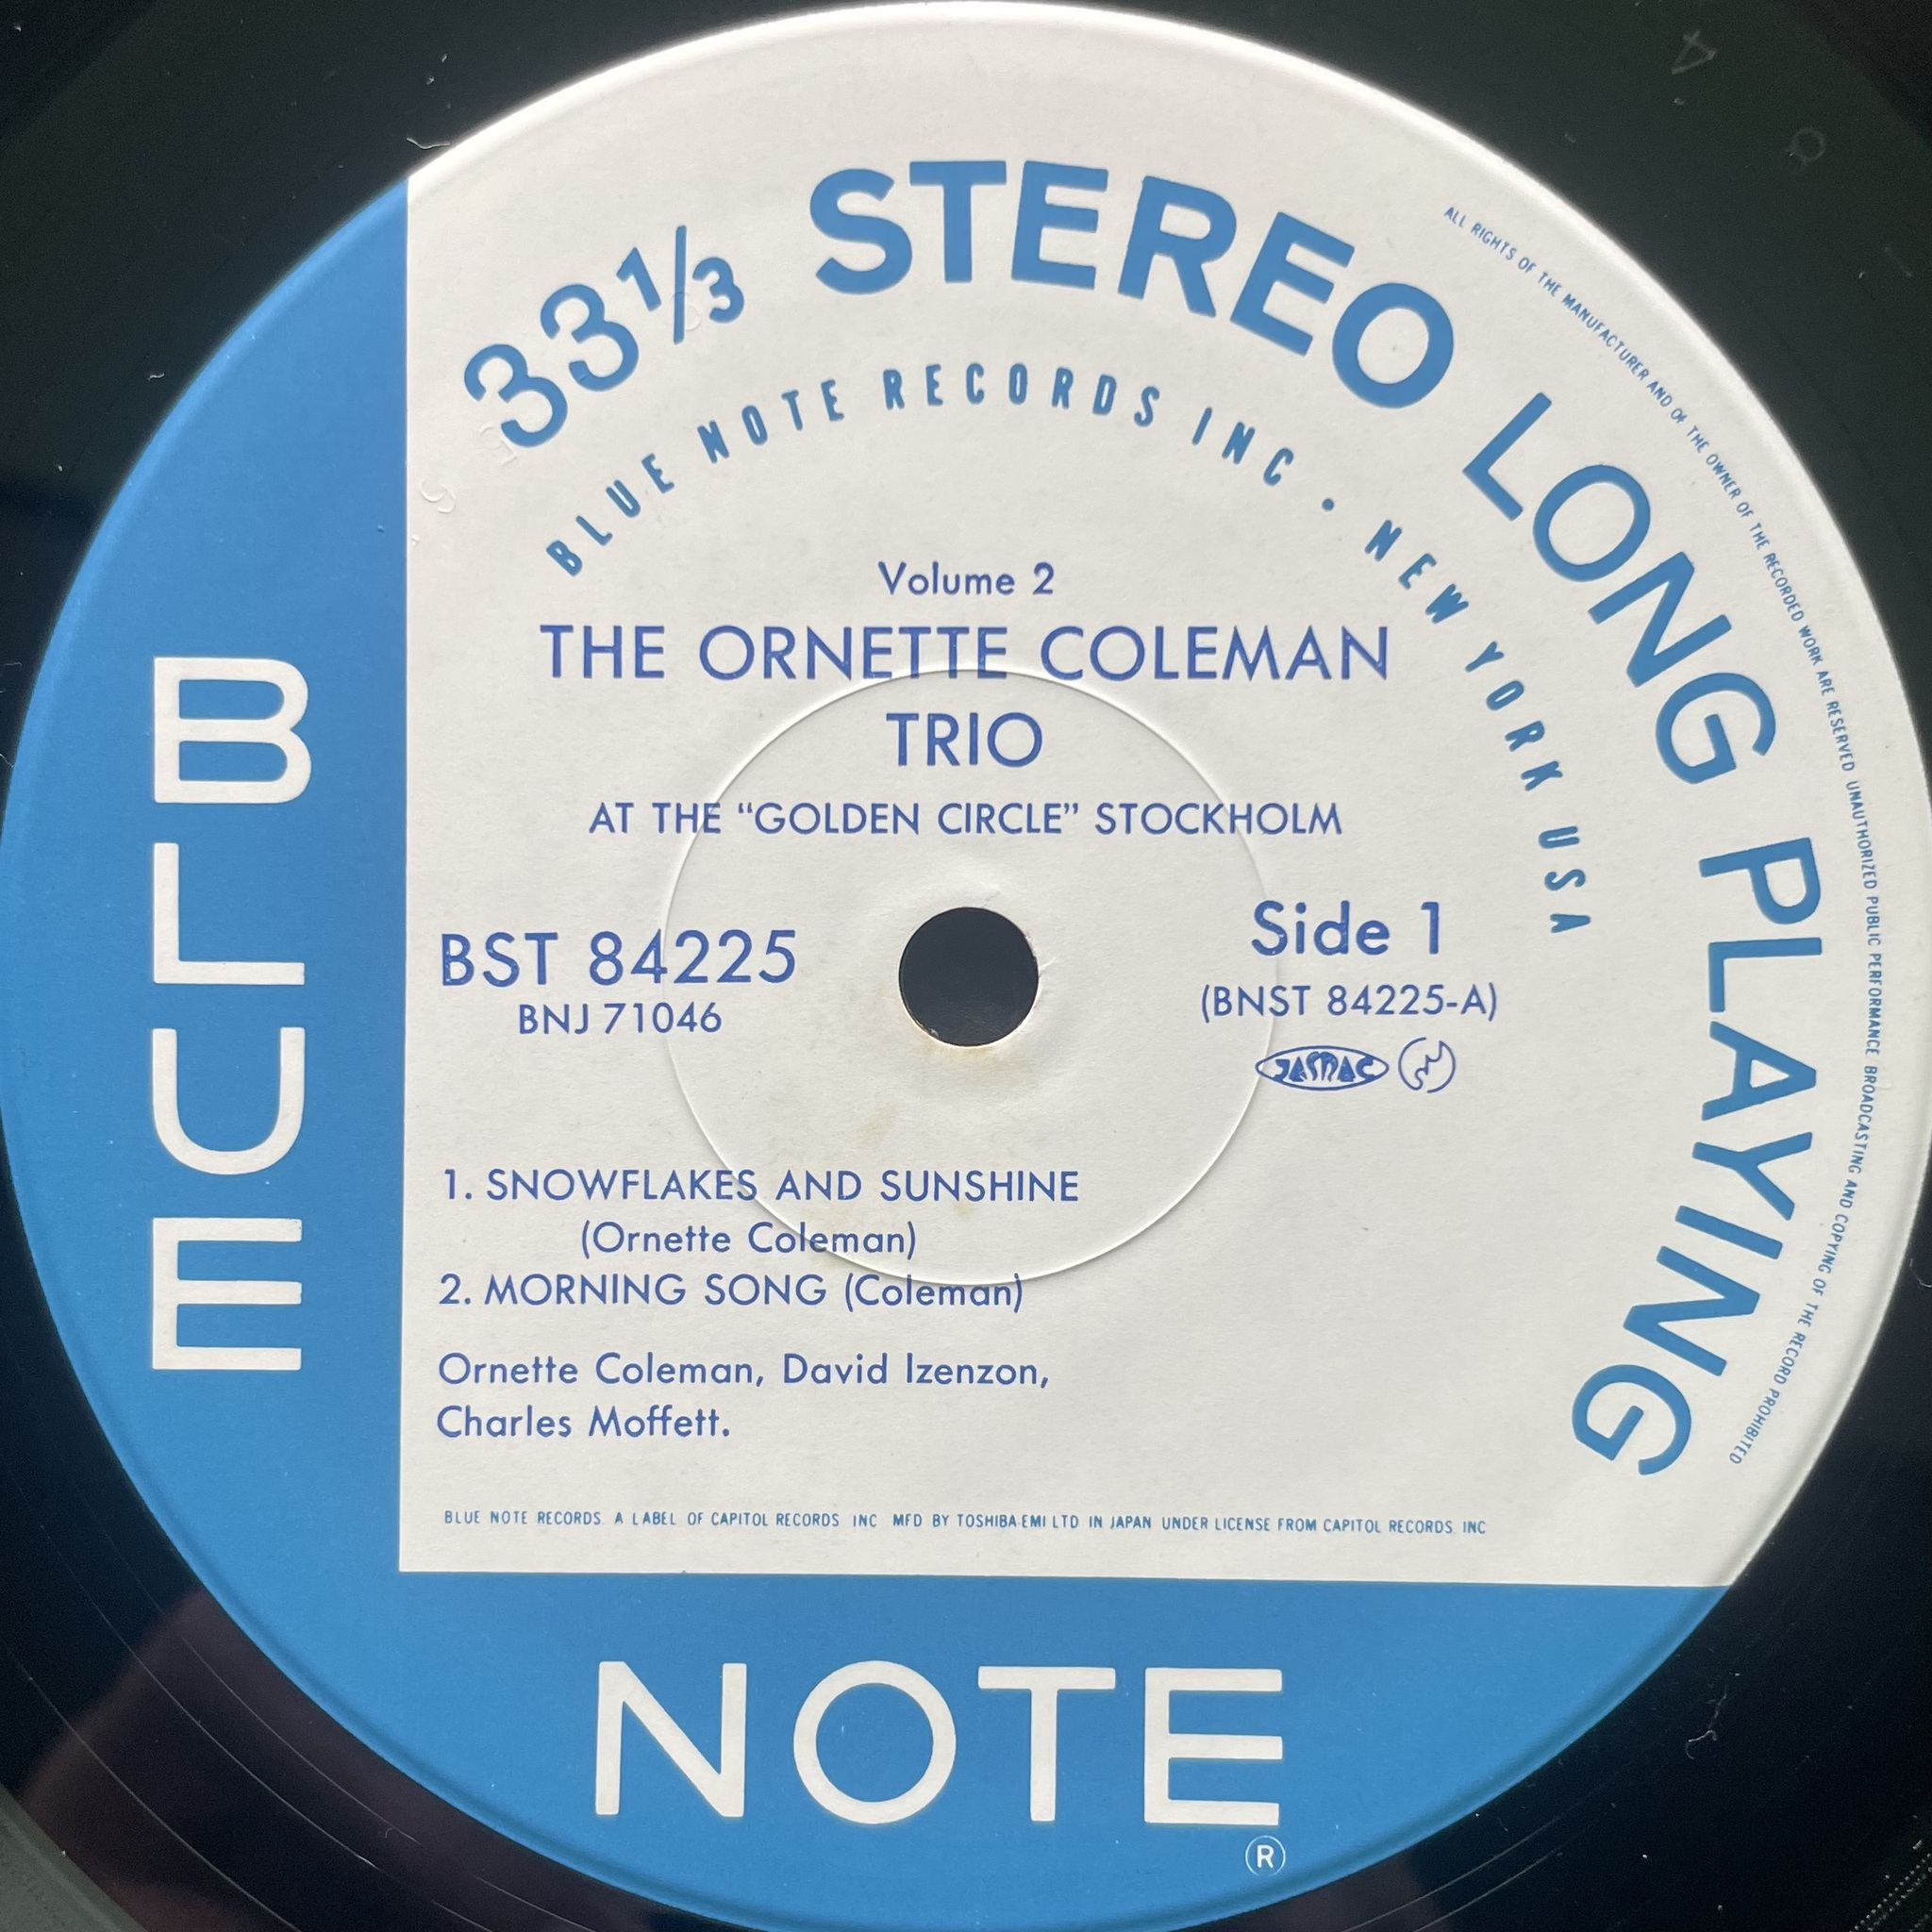 33⅓ STEREO LONG PLAYING
ALL RIGHTS OF THE MANUFACTURER AND OF THE OWNER OF THE RECORDED WORK ARE RESERVED UNAUTHORIZED PUBLIC PERFORMANCE BROADCASTING AND COPYING OF THE RECORD PROHIBITED
BLUE NOTE RECORDS INC • NEW YORK USA
Volume 2
THE ORNETTE COLEMAN
TRIO
AT THE “GOLDEN CIRCLE” STOCKHOLM
BST 84225
BNJ 71046
Side 1
(BNST 84225-A)
JASRAC
1. SNOWFLAKES AND SUNSHINE
(Ornette Coleman)
2. MORNING SONG (Coleman)
Ornette Coleman, David Izenzon,
Charles Moffett.
BLUE NOTE RECORDS. A LABEL OF CAPITOL RECORDS INC MFD BY TOSHIBA-EMI LTD IN JAPAN UNDER LICENSE FROM CAPITOL RECORDS, INC
BLUE
NOTE
®